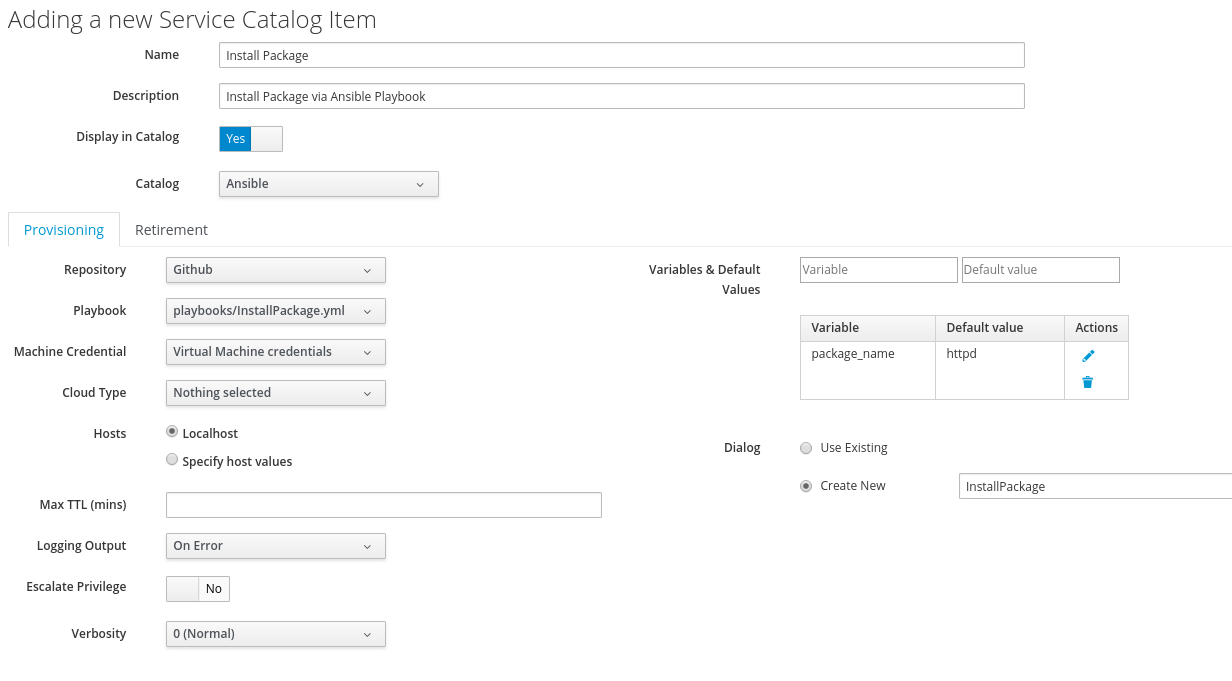 Adding a new Service Catalog Item
Name
Install Package
Description
Install Package via Ansible Playbook
Display in Catalog
Yes
Catalog
Ansible
Provisioning
Retirement
Repository
Github
Playbook
playbooks/InstallPackage.yml
Machine Credential
Virtual Machine credentials
Cloud Type
Nothing selected
Hosts
Localhost
Specify host values
Max TTL (mins)
Logging Output
On Error
Escalate Privilege
No
Verbosity
0 (Normal)
Variables & Default
Values
Variable
Default value
Variable
Default value
Actions
package_name
httpd
Dialog
Use Existing
Create New
InstallPackage